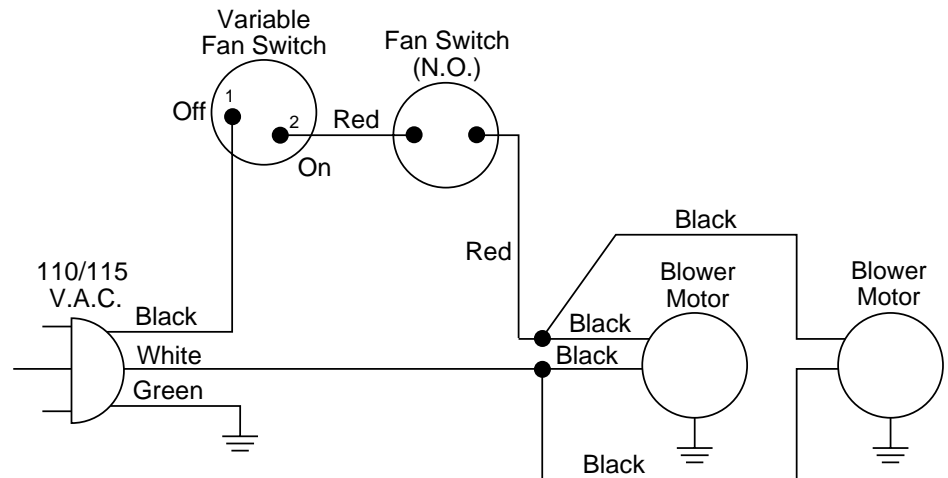 Variable
Fan Switch
Fan Switch
(N.O.)
Off
1
2
On
Red
Red
Black
110/115
V.A.C.
Black
White
Green
Black
Black
Blower
Motor
Blower
Motor
Black